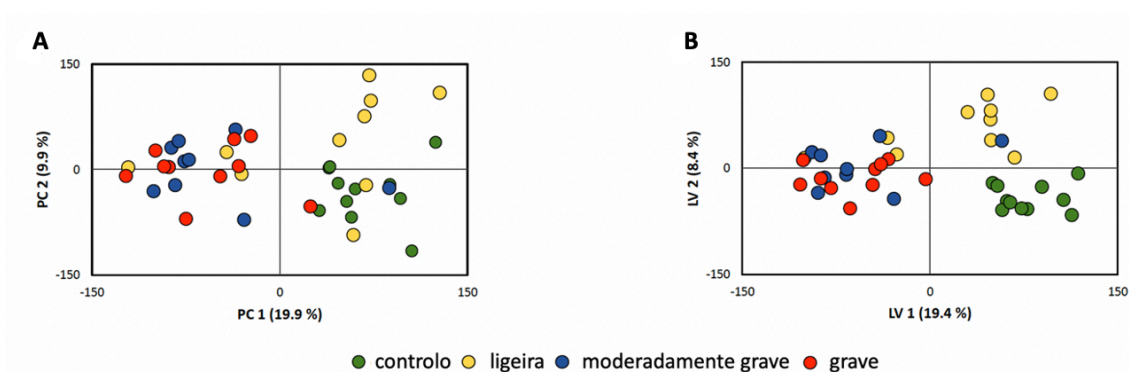 A
150
0
-150
PC 2 (9.9 %)
-150 0 150
PC 1 (19.9 %)
B
150
0
-150
LV 2 (8.4 %)
-150 0 150
LV 1 (19.4 %)
controlo ligeira moderadamente grave grave